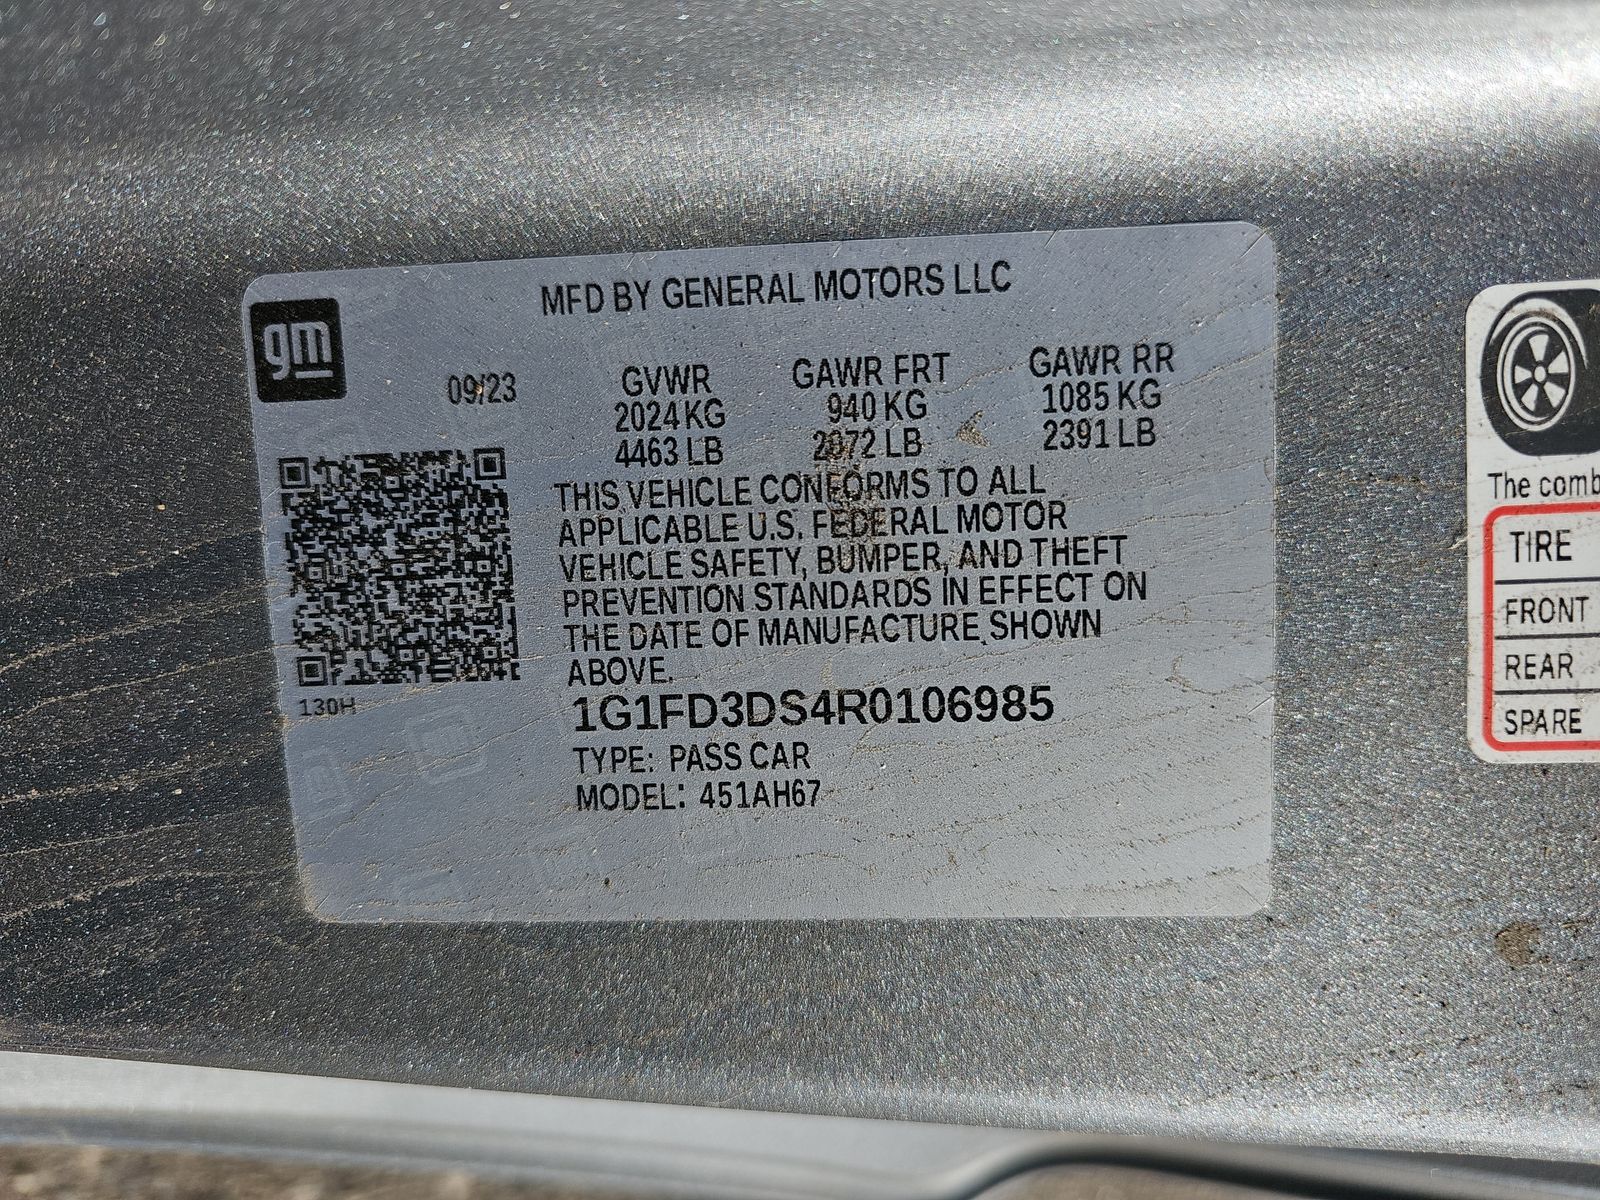 MFD BY GENERAL MOTORS LLC
gm
09/23
GVWR GAWR FRT GAWR RR
2024KG 940 KG 1085 KG
4463 LB 2072 LB 2391 LB
THIS VEHICLE CONFORMS TO ALL
APPLICABLE U.S. FEDERAL MOTOR
VEHICLE SAFETY, BUMPER, AND THEFT
PREVENTION STANDARDS IN EFFECT ON
THE DATE OF MANUFACTURE SHOWN
ABOVE.
130H
1G1FD3DS4R0106985
TYPE: PASS CAR
MODEL: 451AH67
The comb
TIRE
FRONT
REAR
SPARE